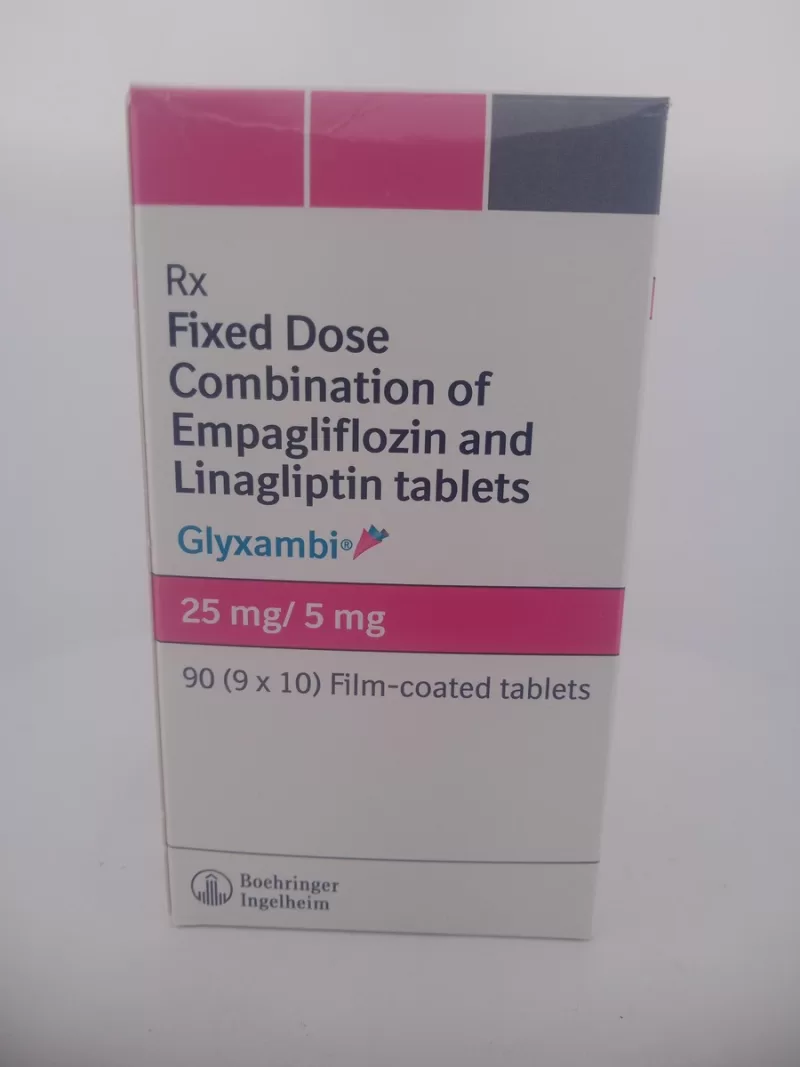 Rx
Fixed Dose
Combination of
Empagliflozin and
Linagliptin tablets
Glyxambi®
25 mg/ 5 mg
90 (9 x 10) Film-coated tablets
Boehringer
Ingelheim